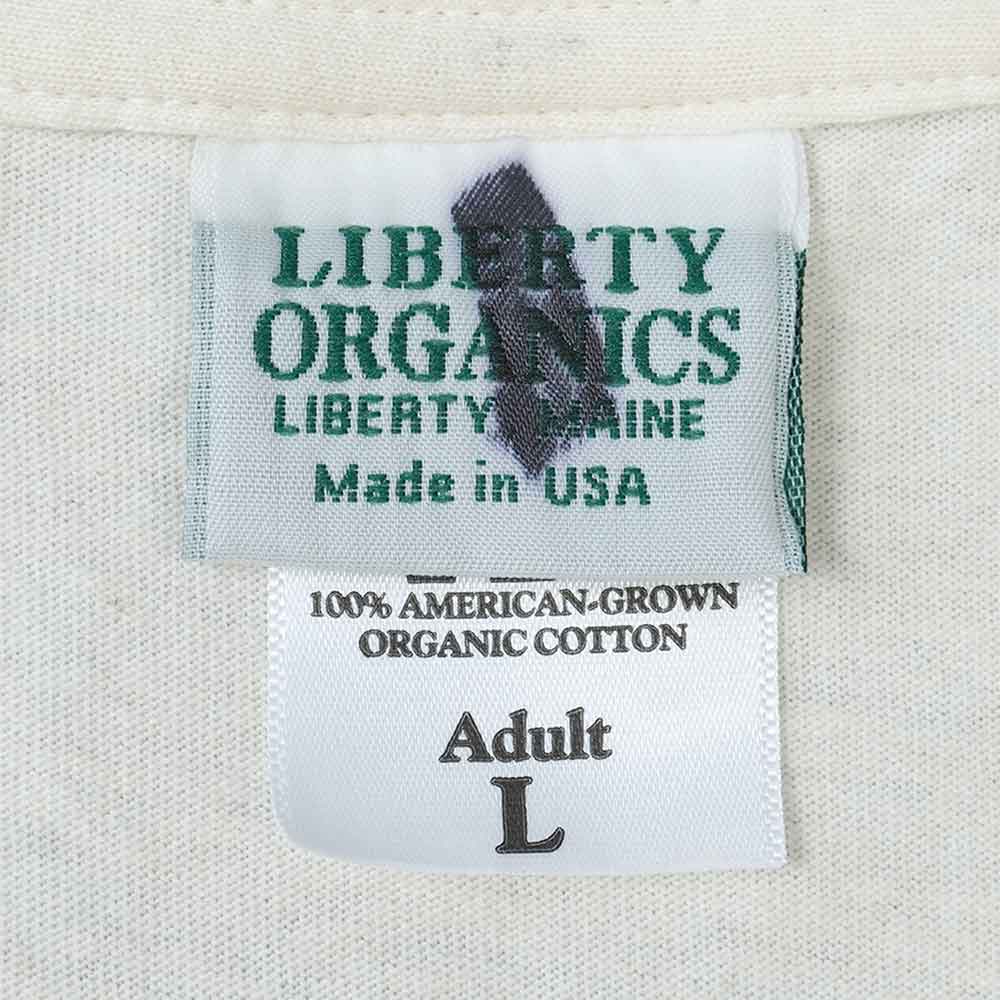 LIBERTY
ORGANICS
LIBERTY MAINE
Made in USA
100% AMERICAN-GROWN
ORGANIC COTTON
Adult
L